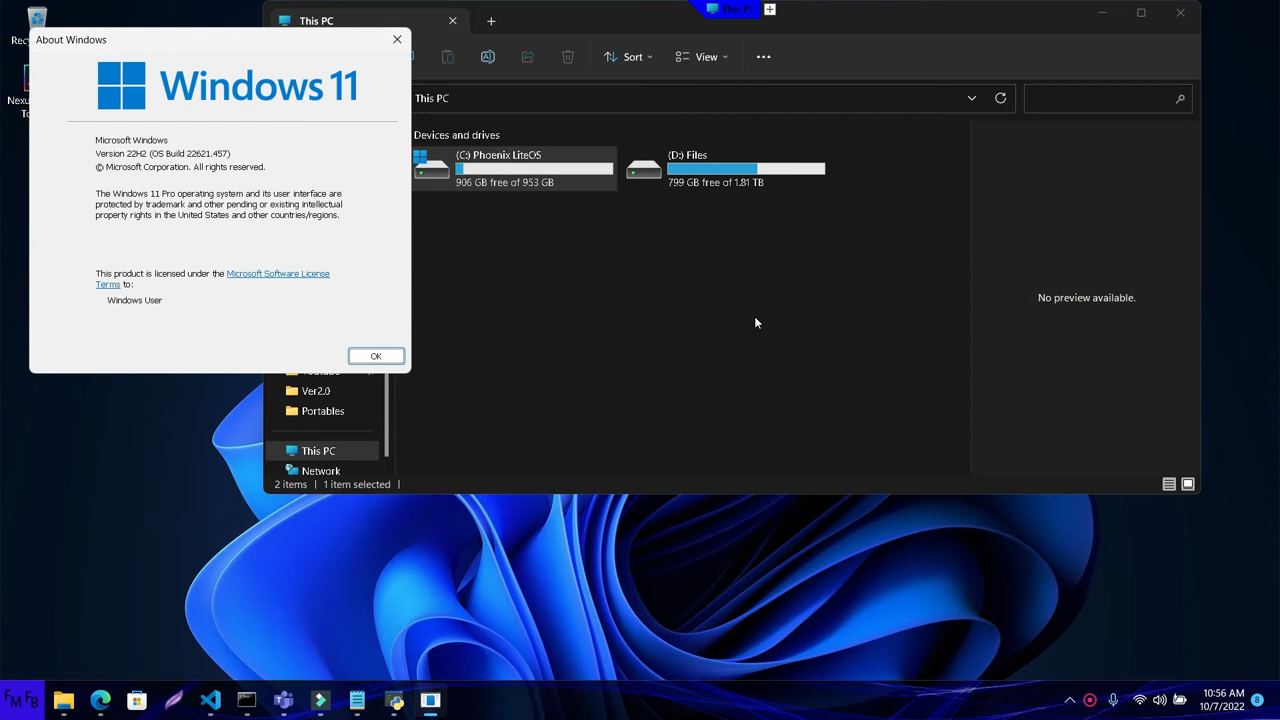 This PC
This PC
About Windows
Windows 11
Microsoft Windows
Version 22H2 (OS Build 22621.457)
© Microsoft Corporation. All rights reserved.
The Windows 11 Pro operating system and its user interface are
protected by trademark and other pending or existing intellectual
property rights in the United States and other countries/regions.
This product is licensed under the Microsoft Software License
Terms to:
Windows User
OK
Sort
View
This PC
Devices and drives
(C:) Phoenix LiteOS
906 GB free of 953 GB
(D:) Files
799 GB free of 1.81 TB
No preview available.
Ver2.0
Portables
This PC
Network
2 items
1 item selected
FM FB
10:56 AM
10/7/2022
8